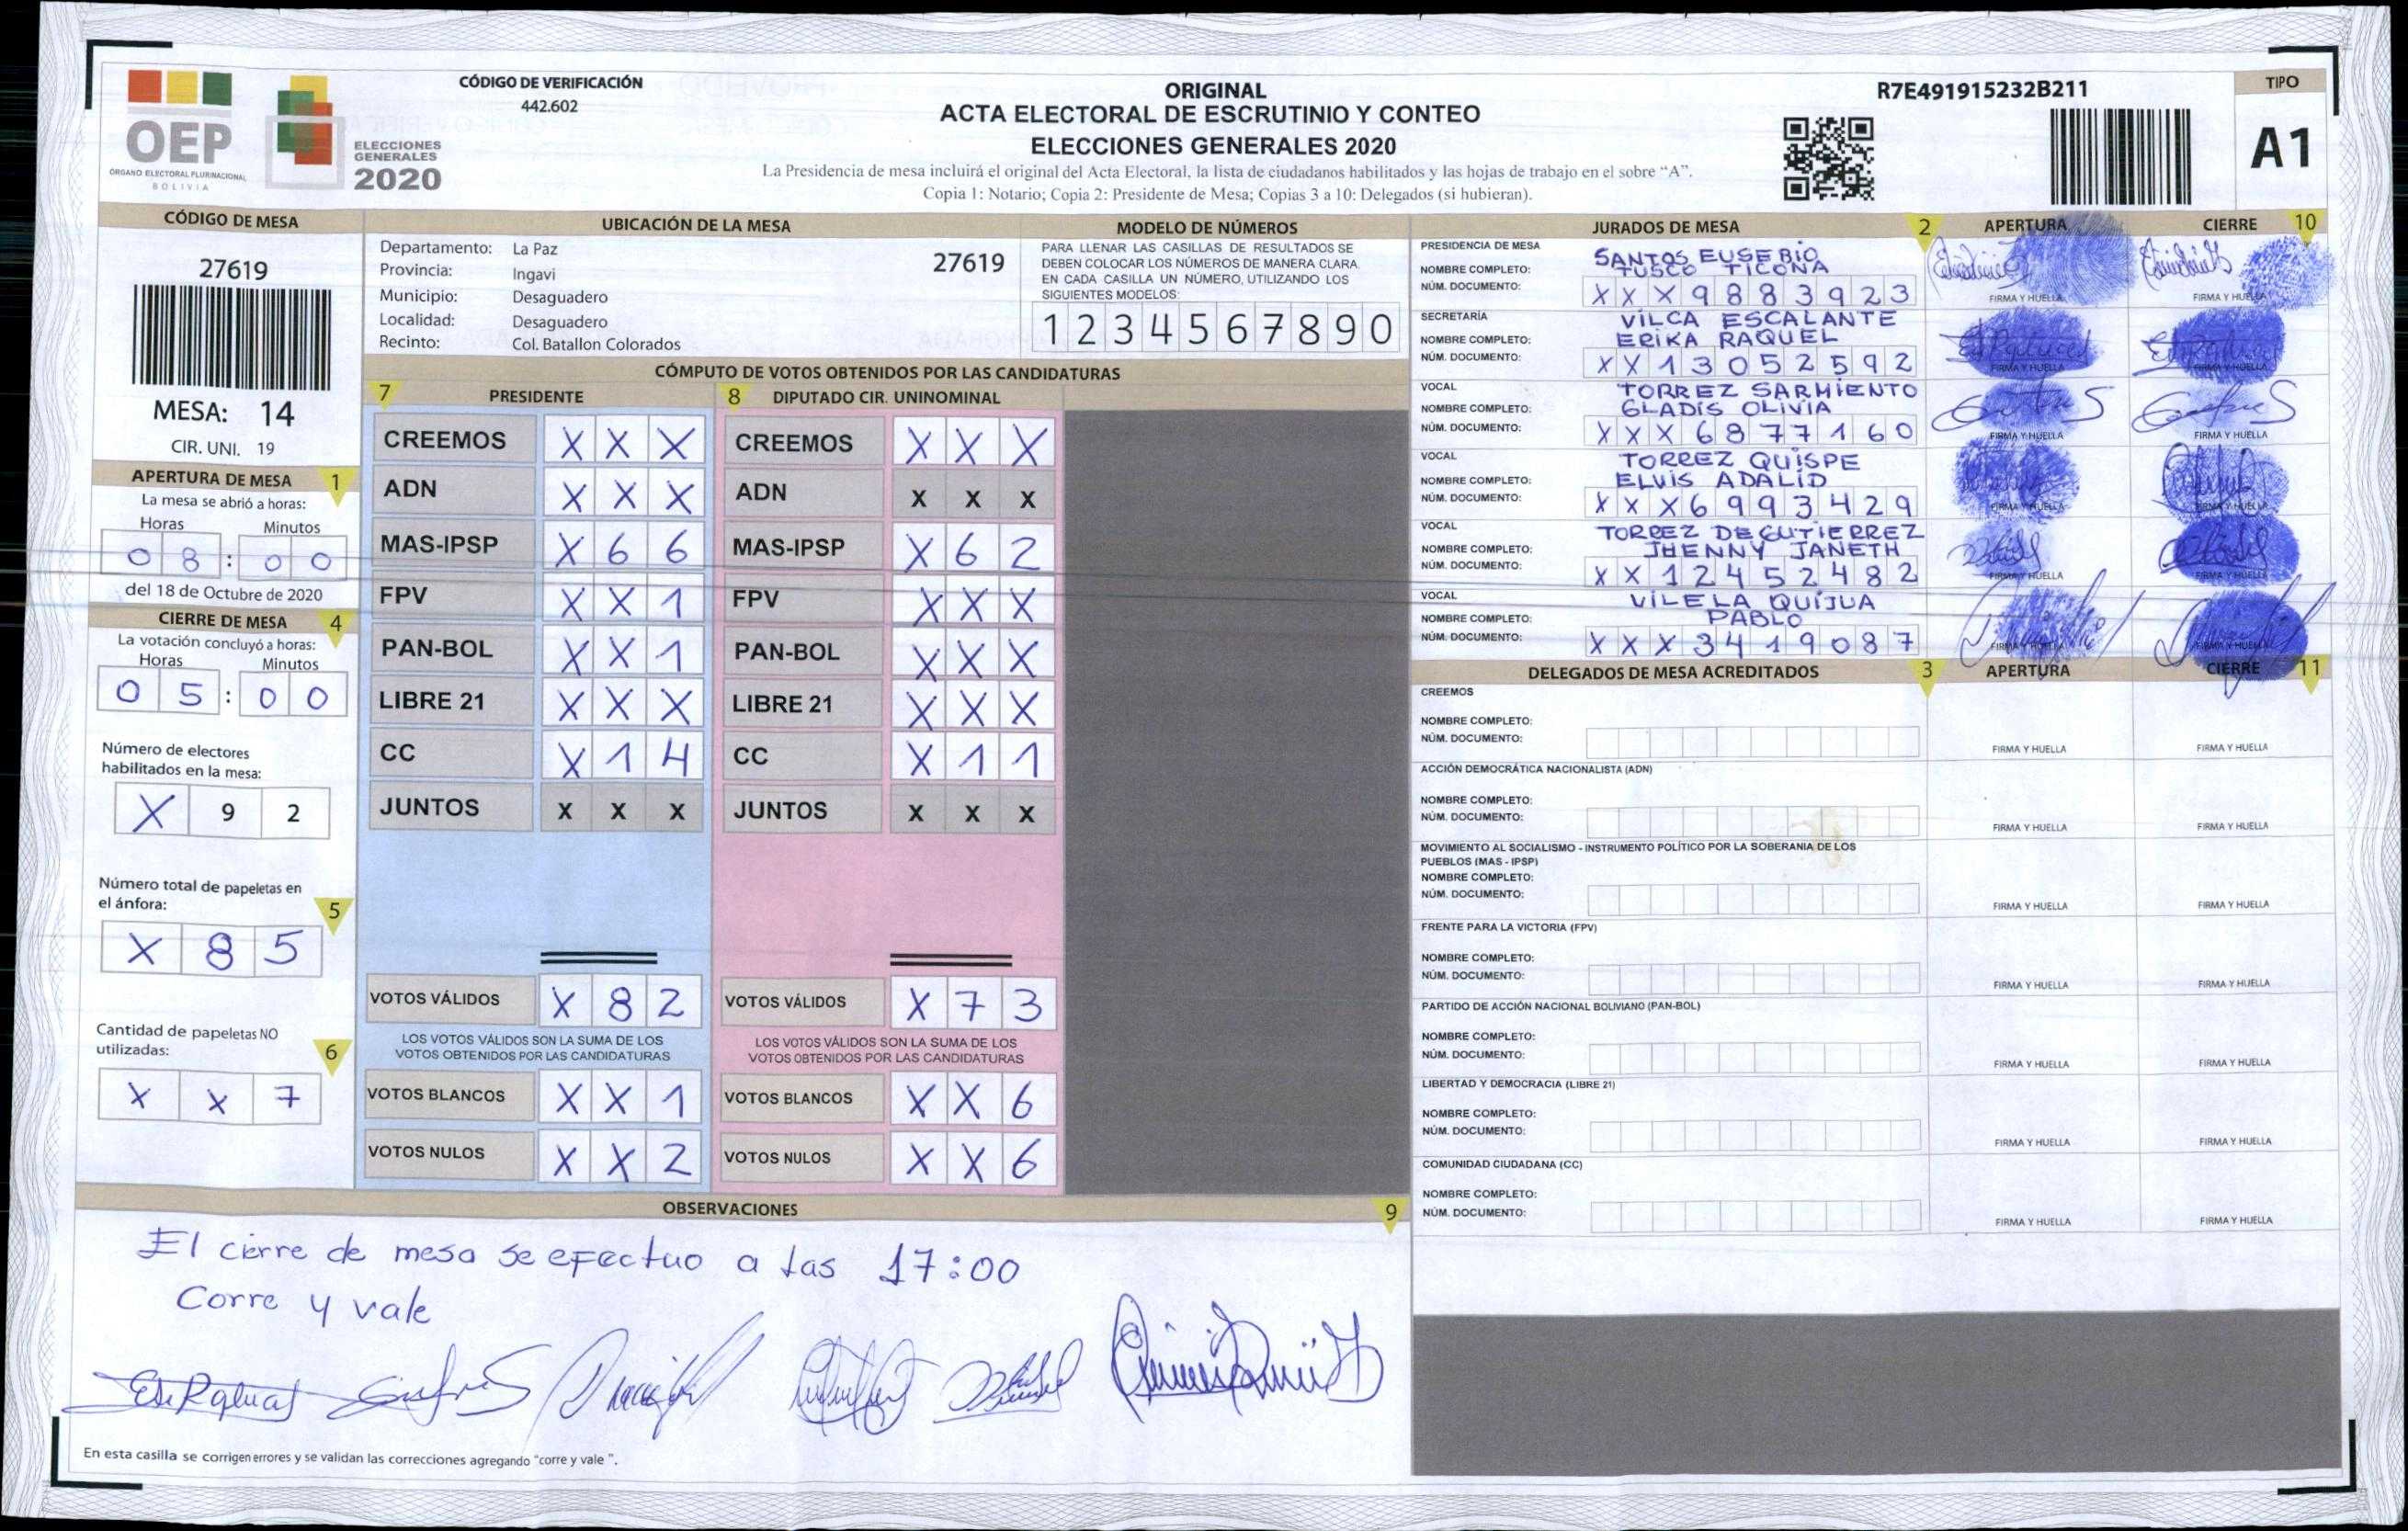 OEP
ÓRGANO ELECTORAL PLURINACIONAL
BOLIVIA
ELECCIONES
GENERALES
2020
CÓDIGO DE VERIFICACIÓN
442.602
ORIGINAL
ACTA ELECTORAL DE ESCRUTINIO Y CONTEO
ELECCIONES GENERALES 2020
La Presidencia de mesa incluirá el original del Acta Electoral, la lista de ciudadanos habilitados y las hojas de trabajo en el sobre “A”.
Copia 1: Notario; Copia 2: Presidente de Mesa; Copias 3 a 10: Delegados (si hubieran).
R7E491915232B211
TIPO
A1
CÓDIGO DE MESA
27619
MESA: 14
CIR. UNI. 19
APERTURA DE MESA 1
La mesa se abrió a horas:
Horas Minutos
0 8 : 0 0
del 18 de Octubre de 2020
CIERRE DE MESA 4
La votación concluyó a horas:
Horas Minutos
0 5 : 0 0
Número de electores
habilitados en la mesa:
X 9 2
Número total de papeletas en
el ánfora: 5
X 8 5
Cantidad de papeletas NO
utilizadas: 6
X X 7
UBICACIÓN DE LA MESA
Departamento: La Paz
Provincia: Ingavi
Municipio: Desaguadero
Localidad: Desaguadero
Recinto: Col. Batallon Colorados
27619
MODELO DE NÚMEROS
PARA LLENAR LAS CASILLAS DE RESULTADOS SE
DEBEN COLOCAR LOS NÚMEROS DE MANERA CLARA.
EN CADA CASILLA UN NÚMERO, UTILIZANDO LOS
SIGUIENTES MODELOS:
1 2 3 4 5 6 7 8 9 0
CÓMPUTO DE VOTOS OBTENIDOS POR LAS CANDIDATURAS
7 PRESIDENTE
CREEMOS X X X
ADN X X X
MAS-IPSP X 6 6
FPV X X 1
PAN-BOL X X 1
LIBRE 21 X X X
CC X 1 4
JUNTOS X X X
VOTOS VÁLIDOS X 8 2
LOS VOTOS VÁLIDOS SON LA SUMA DE LOS
VOTOS OBTENIDOS POR LAS CANDIDATURAS
VOTOS BLANCOS X X 1
VOTOS NULOS X X 2
8 DIPUTADO CIR. UNINOMINAL
CREEMOS X X X
ADN X X X
MAS-IPSP X 6 2
FPV X X X
PAN-BOL X X X
LIBRE 21 X X X
CC X 1 1
JUNTOS X X X
VOTOS VÁLIDOS X 7 3
LOS VOTOS VÁLIDOS SON LA SUMA DE LOS
VOTOS OBTENIDOS POR LAS CANDIDATURAS
VOTOS BLANCOS X X 6
VOTOS NULOS X X 6
JURADOS DE MESA 2 APERTURA CIERRE 10
PRESIDENCIA DE MESA
SANTOS EUSEBIO
NOMBRE COMPLETO: TUSCO TICONA
NÚM. DOCUMENTO: X X X 9 8 8 3 9 2 3
FIRMA Y HUELLA FIRMA Y HUELLA
SECRETARÍA
VILCA ESCALANTE
NOMBRE COMPLETO: ERIKA RAQUEL
NÚM. DOCUMENTO: X X 1 3 0 5 2 5 9 2
FIRMA Y HUELLA FIRMA Y HUELLA
VOCAL
TORREZ SARMIENTO
NOMBRE COMPLETO: GLADIS OLIVIA
NÚM. DOCUMENTO: X X X 6 8 7 7 1 6 0
FIRMA Y HUELLA FIRMA Y HUELLA
VOCAL
TORREZ QUISPE
NOMBRE COMPLETO: ELVIS ADALID
NÚM. DOCUMENTO: X X X 6 9 9 3 4 2 9
FIRMA Y HUELLA FIRMA Y HUELLA
VOCAL
TORREZ DE GUTIERREZ
NOMBRE COMPLETO: JHENNY JANETH
NÚM. DOCUMENTO: X X 1 2 4 5 2 4 8 2
FIRMA Y HUELLA FIRMA Y HUELLA
VOCAL
VILELA QUIJUA
NOMBRE COMPLETO: PABLO
NÚM. DOCUMENTO: X X X 3 4 1 9 0 8 7
FIRMA Y HUELLA FIRMA Y HUELLA
DELEGADOS DE MESA ACREDITADOS 3 APERTURA CIERRE 11
CREEMOS
NOMBRE COMPLETO:
NÚM. DOCUMENTO:
FIRMA Y HUELLA FIRMA Y HUELLA
ACCIÓN DEMOCRÁTICA NACIONALISTA (ADN)
NOMBRE COMPLETO:
NÚM. DOCUMENTO:
FIRMA Y HUELLA FIRMA Y HUELLA
MOVIMIENTO AL SOCIALISMO - INSTRUMENTO POLÍTICO POR LA SOBERANIA DE LOS
PUEBLOS (MAS - IPSP)
NOMBRE COMPLETO:
NÚM. DOCUMENTO:
FIRMA Y HUELLA FIRMA Y HUELLA
FRENTE PARA LA VICTORIA (FPV)
NOMBRE COMPLETO:
NÚM. DOCUMENTO:
FIRMA Y HUELLA FIRMA Y HUELLA
PARTIDO DE ACCIÓN NACIONAL BOLIVIANO (PAN-BOL)
NOMBRE COMPLETO:
NÚM. DOCUMENTO:
FIRMA Y HUELLA FIRMA Y HUELLA
LIBERTAD Y DEMOCRACIA (LIBRE 21)
NOMBRE COMPLETO:
NÚM. DOCUMENTO:
FIRMA Y HUELLA FIRMA Y HUELLA
COMUNIDAD CIUDADANA (CC)
NOMBRE COMPLETO:
NÚM. DOCUMENTO:
FIRMA Y HUELLA FIRMA Y HUELLA
OBSERVACIONES 9
El cierre de mesa se efectuo a las 17:00
Corre y vale
En esta casilla se corrigen errores y se validan las correcciones agregando “corre y vale ”.